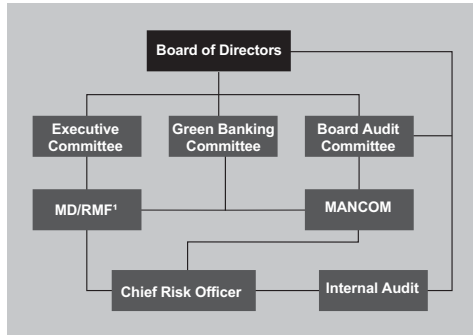 Board of Directors
Executive
Committee
Green Banking
Committee
Board Audit
Committee
MD/RMF¹
MANCOM
Chief Risk Officer
Internal Audit